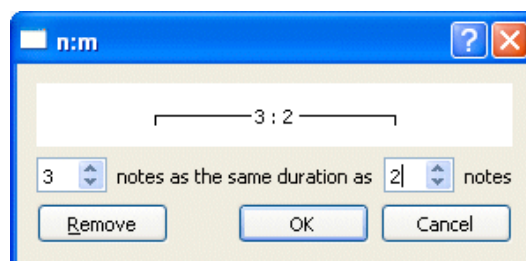 n:m
3 : 2
3 notes as the same duration as 2 notes
Remove OK Cancel